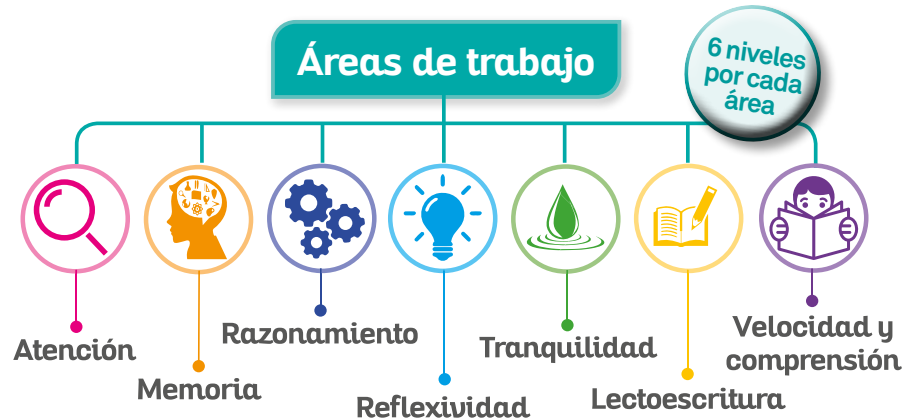 Áreas de trabajo
6 niveles
por cada
área
Atención
Memoria
Razonamiento
Reflexividad
Tranquilidad
Lectoescritura
Velocidad y
comprensión